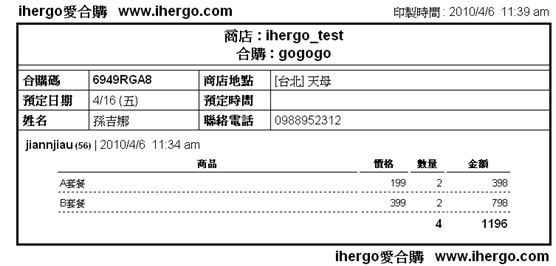 ihergo愛合購 www.ihergo.com 印製時間 : 2010/4/6 11:39 am
商店 : ihergo_test
合購 : gogogo
合購碼 6949RGA8 商店地點 [台北] 天母
預定日期 4/16 (五) 預定時間
姓名 孫吉娜 聯絡電話 0988952312
jiannjiau (56) | 2010/4/6 11:34 am
商品 價格 數量 金額
A套餐 199 2 398
B套餐 399 2 798
4 1196
ihergo愛合購 www.ihergo.com